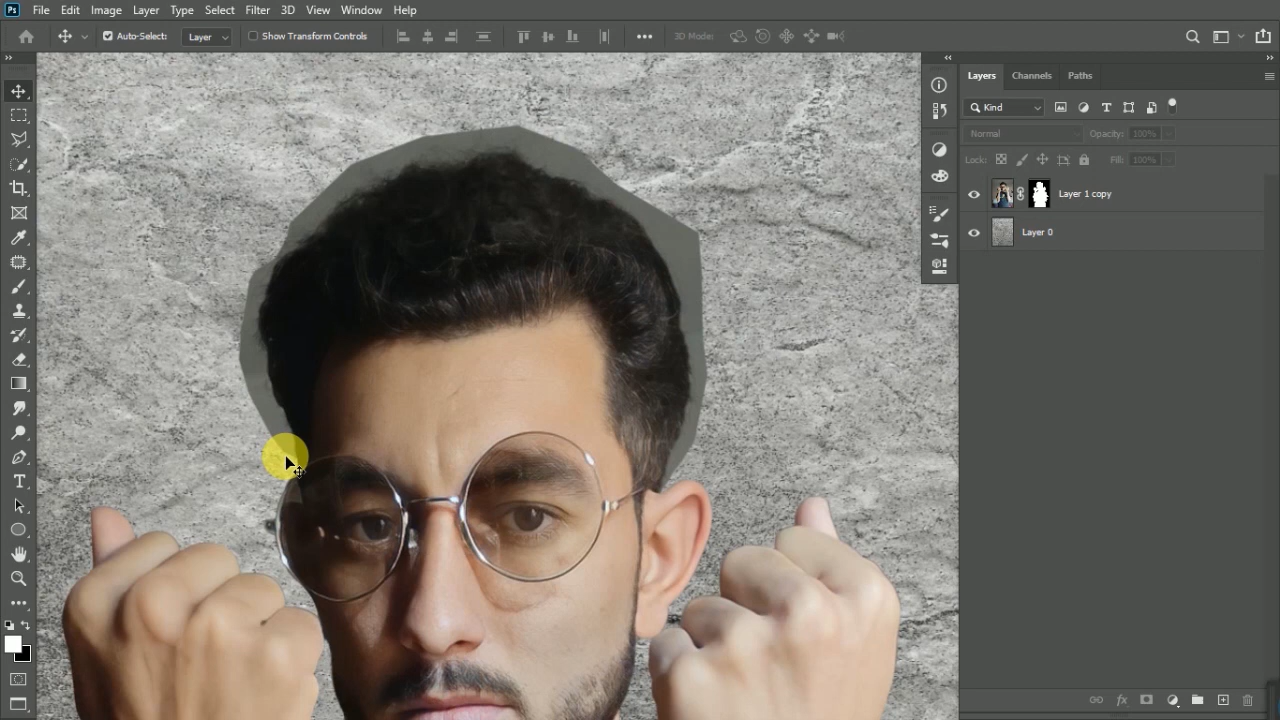 Ps File Edit Image Layer Type Select Filter 3D View Window Help
Auto-Select: Layer Show Transform Controls 3D Mode:
Layers Channels Paths
Kind
Normal Opacity: 100%
Lock: Fill: 100%
Layer 1 copy
Layer 0